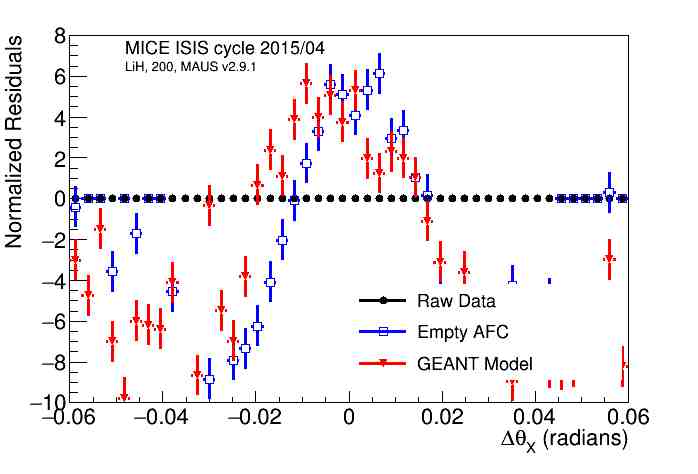 MICE ISIS cycle 2015/04
LiH, 200, MAUS v2.9.1
Normalized Residuals
8
6
4
2
0
−2
−4
−6
−8
−10
Raw Data
Empty AFC
GEANT Model
−0.06 −0.04 −0.02 0 0.02 0.04 0.06
ΔθX (radians)